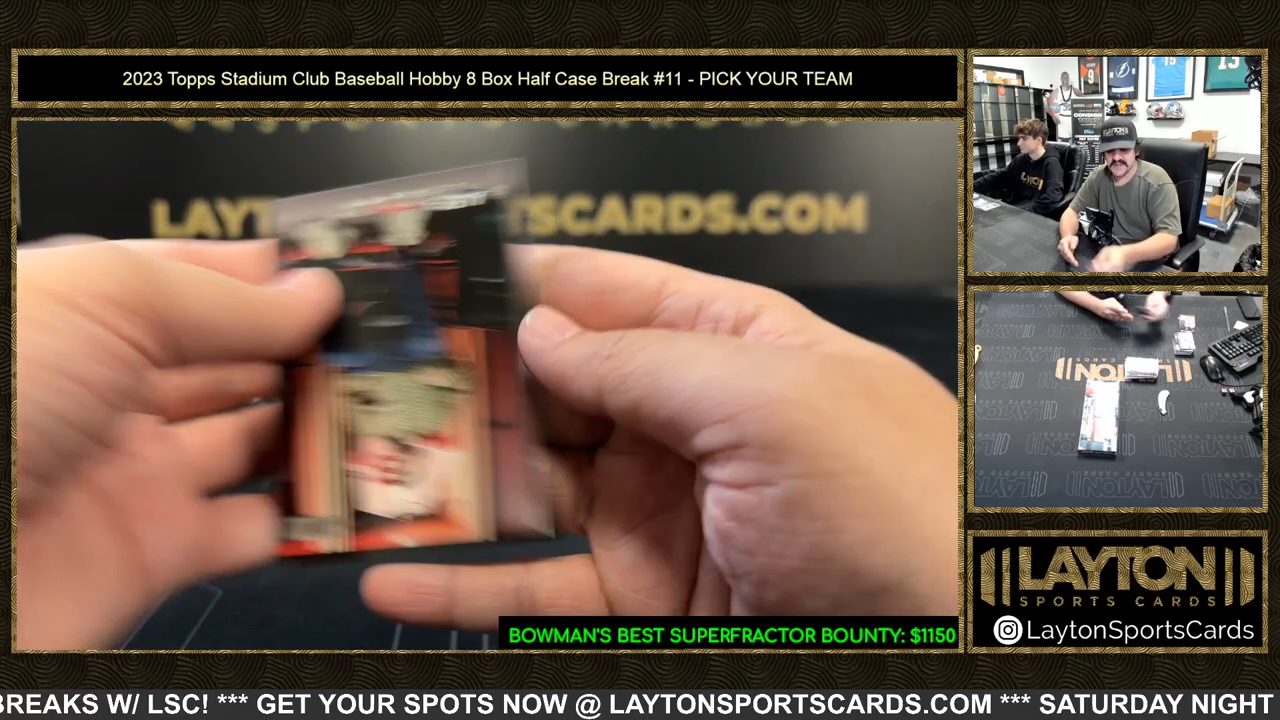 2023 Topps Stadium Club Baseball Hobby 8 Box Half Case Break #11 - PICK YOUR TEAM
LAYTONSPORTSCARDS.COM
BOWMAN'S BEST SUPERFRACTOR BOUNTY: $1150
LAYTON
SPORTS CARDS
LaytonSportsCards
BREAKS W/ LSC! *** GET YOUR SPOTS NOW @ LAYTONSPORTSCARDS.COM *** SATURDAY NIGHT